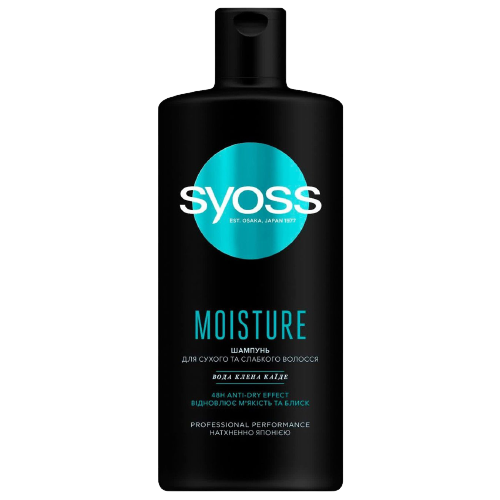 syoss
EST. OSAKA, JAPAN 1977
MOISTURE
ШАМПУНЬ
ДЛЯ СУХОГО ТА СЛАБКОГО ВОЛОССЯ
ВОДА КЛЕНА КАЇДЕ
48H ANTI-DRY EFFECT
ВІДНОВЛЮЄ М'ЯКІСТЬ ТА БЛИСК
PROFESSIONAL PERFORMANCE
НАТХНЕННО ЯПОНІЄЮ